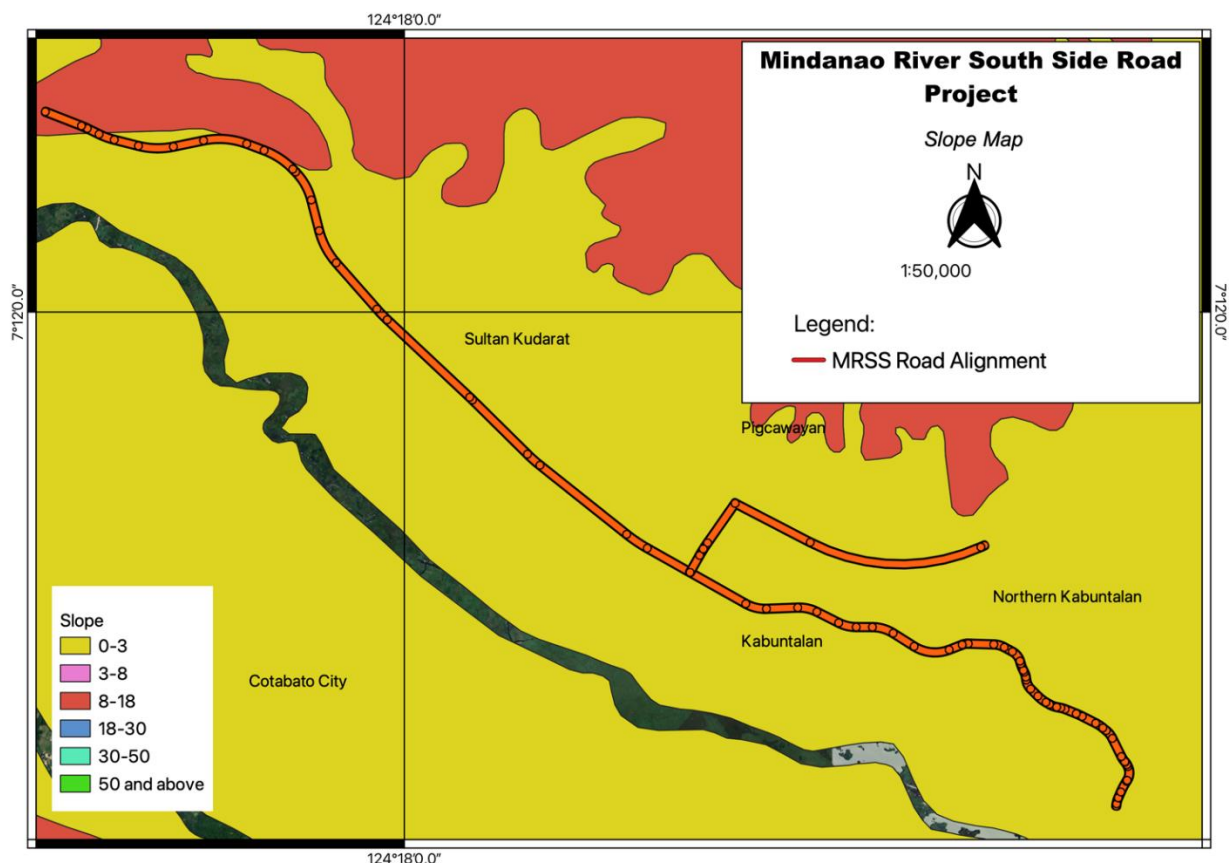 124°18'0.0"
Mindanao River South Side Road
Project
Slope Map
N
1:50,000
7°12'0.0"
7°12'0.0"
Legend:
MRSS Road Alignment
Sultan Kudarat
Pigcawayan
Northern Kabuntalan
Kabuntalan
Cotabato City
Slope
0-3
3-8
8-18
18-30
30-50
50 and above
124°18'0.0"